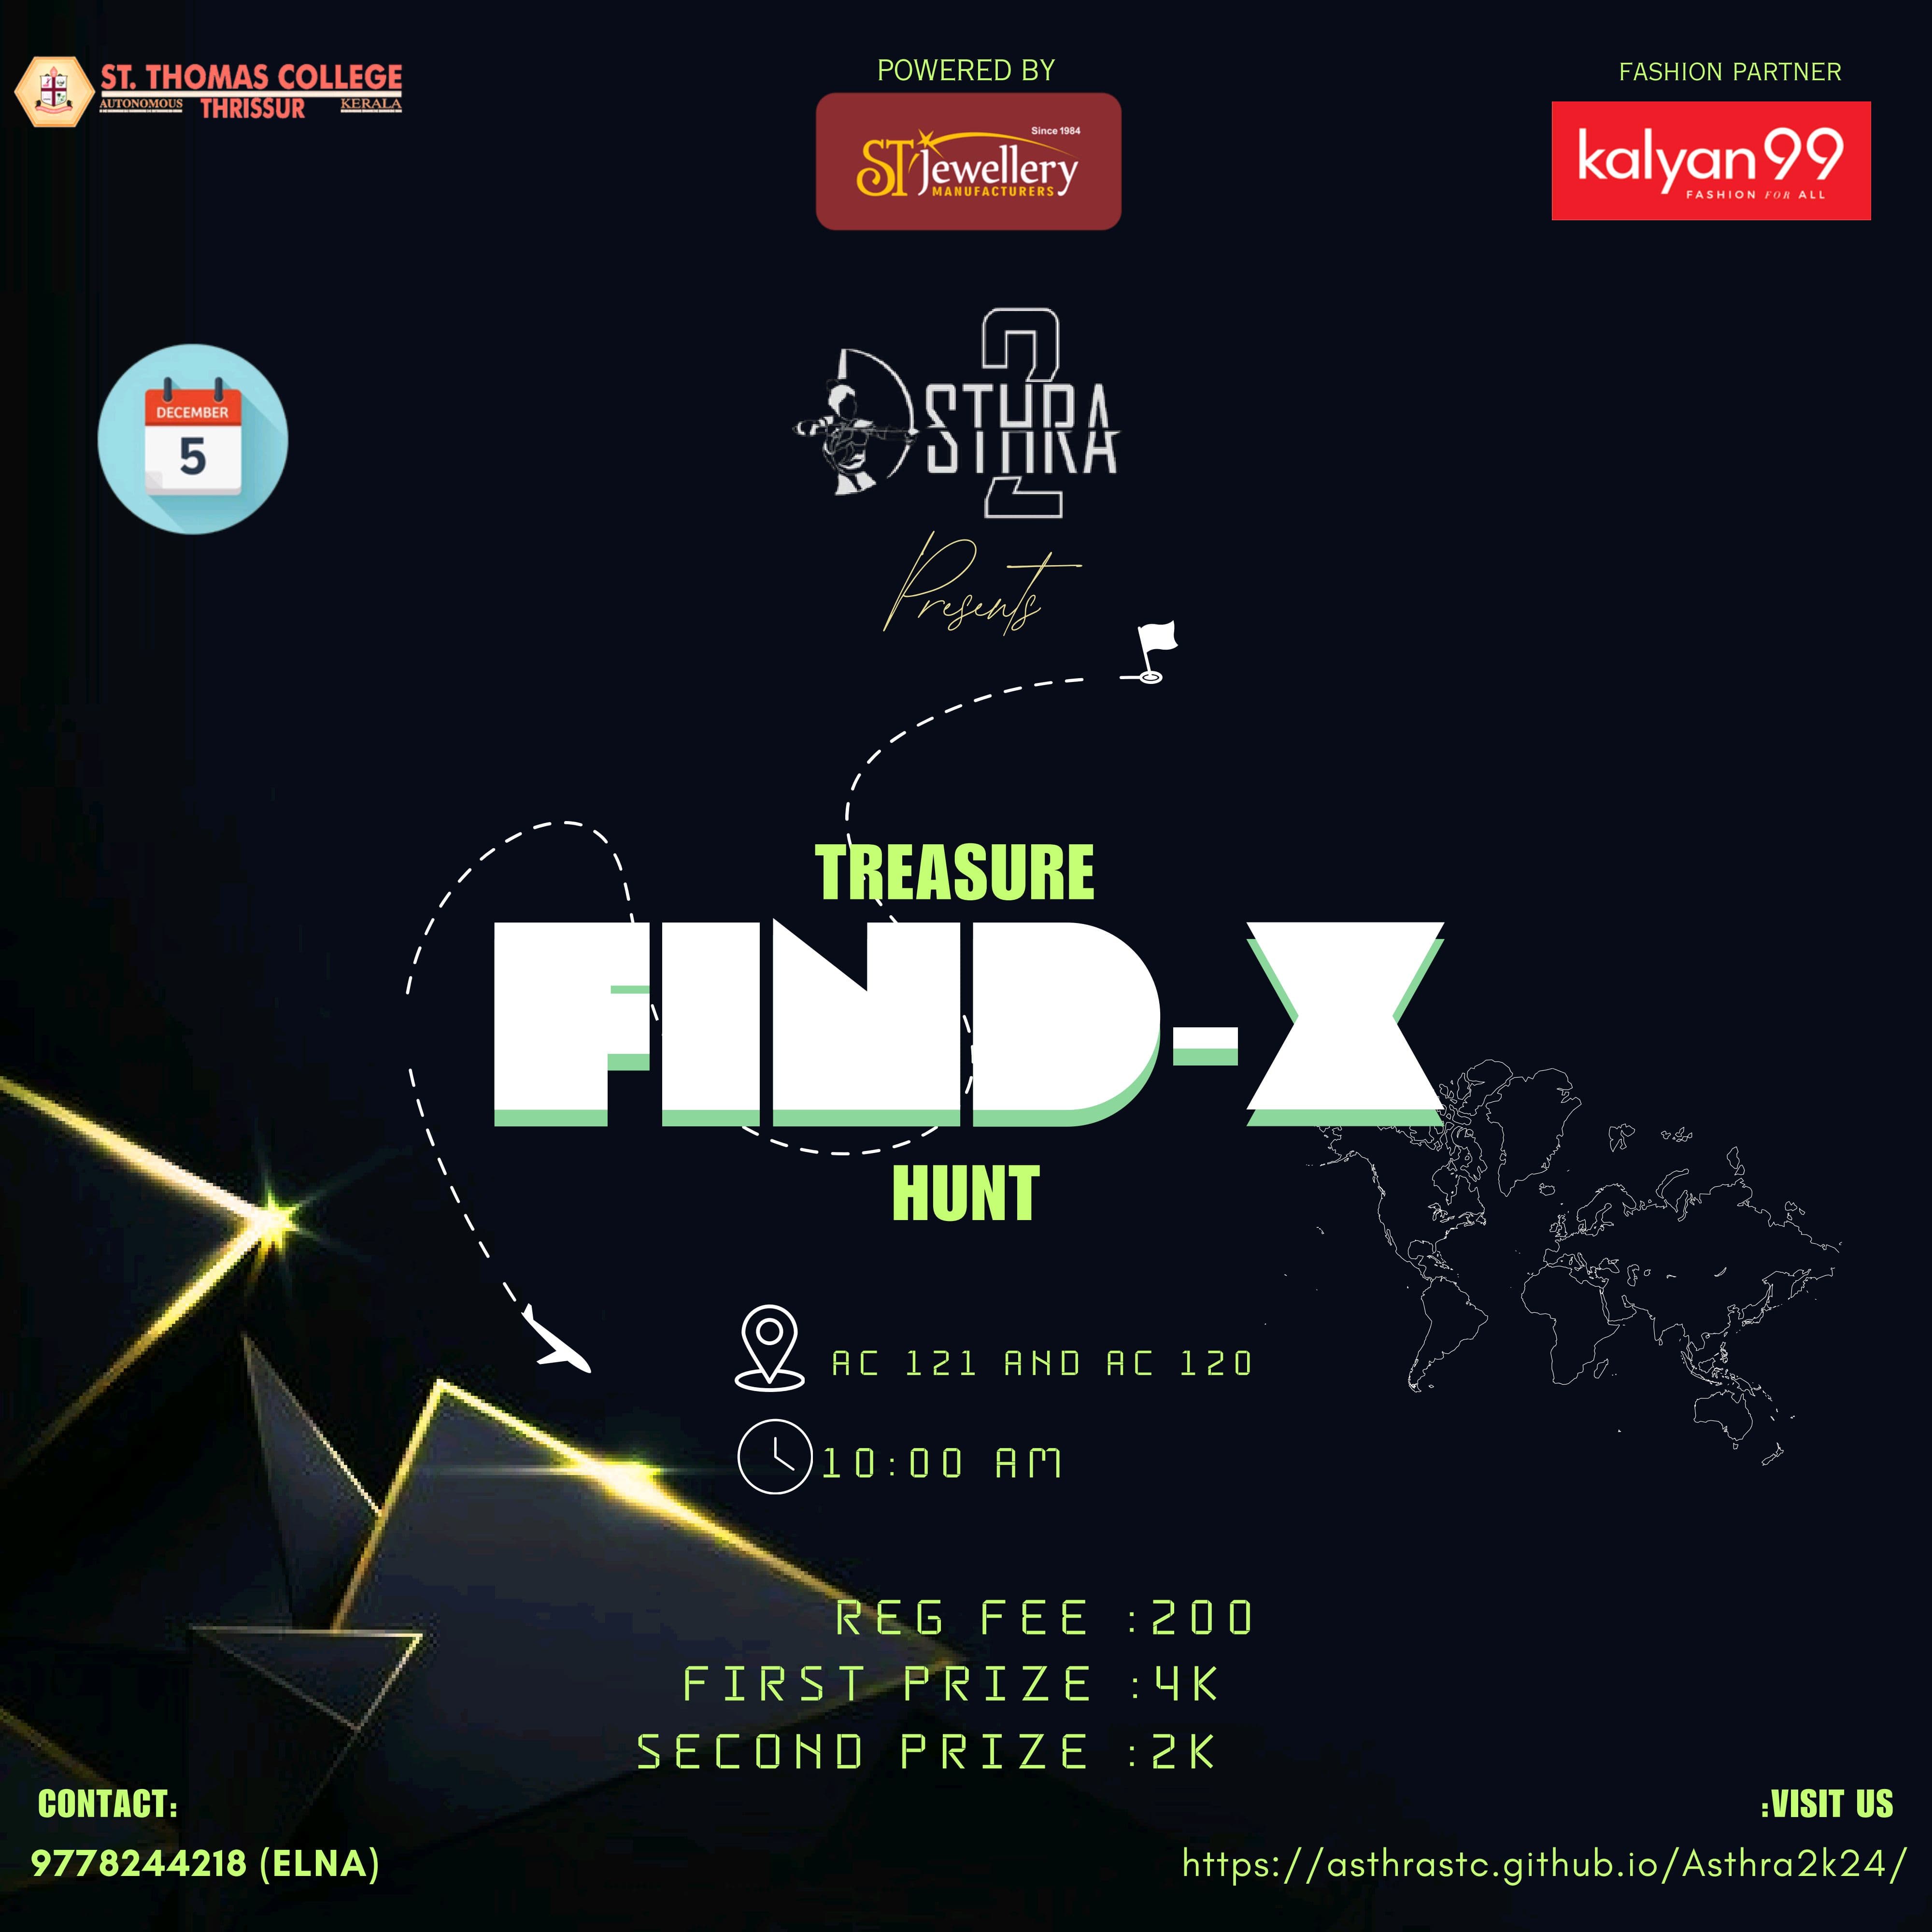 ST. THOMAS COLLEGE
AUTONOMOUS THRISSUR KERALA
POWERED BY
Since 1984
ST Jewellery
MANUFACTURERS
FASHION PARTNER
kalyan99
FASHION FOR ALL
DECEMBER
5
2
STHRA
Presents
TREASURE
FIND-X
HUNT
AC 121 AND AC 120
10:00 AM
REG FEE :200
FIRST PRIZE :4K
SECOND PRIZE :2K
CONTACT:
9778244218 (ELNA)
:VISIT US
https://asthrastc.github.io/Asthra2k24/